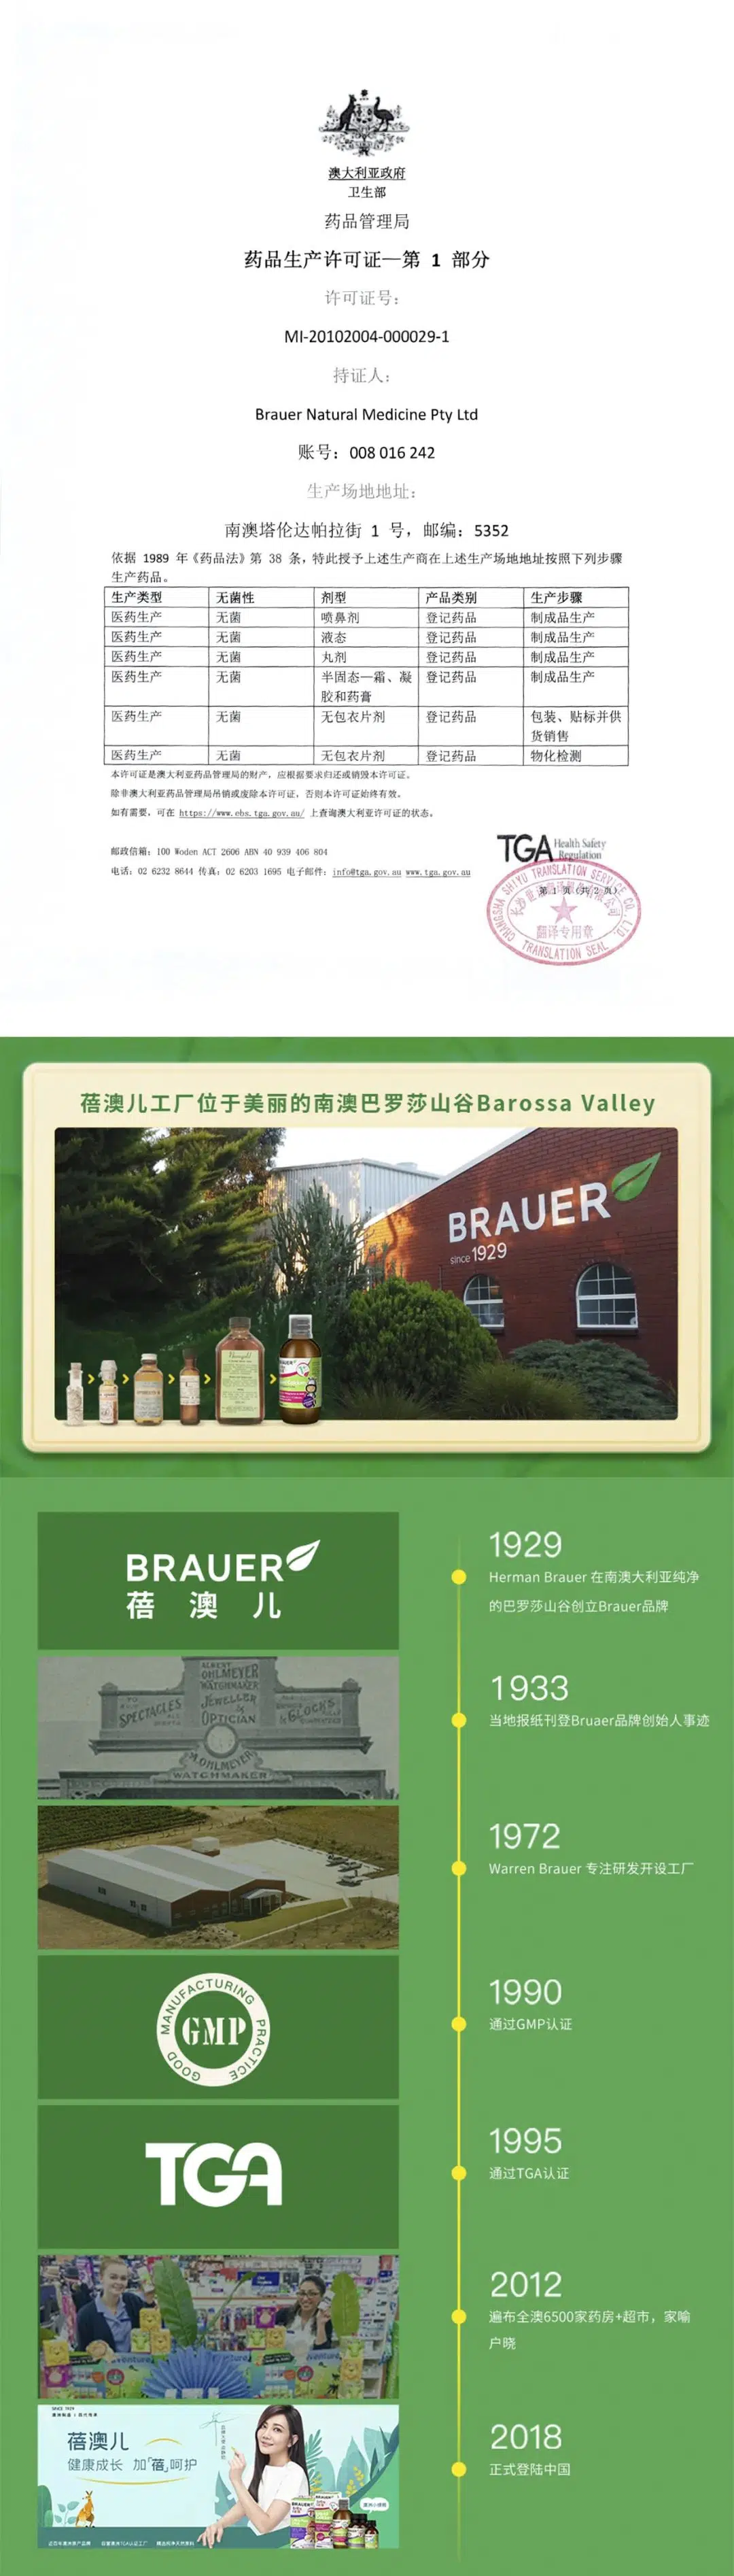 澳大利亚政府
卫生部
药品管理局
药品生产许可证—第 1 部分
许可证号：
MI-20102004-000029-1
持证人：
Brauer Natural Medicine Pty Ltd
账号：008 016 242
生产场地地址：
南澳塔伦达帕拉街 1 号，邮编：5352
依据 1989 年《药品法》第 38 条，特此授予上述生产商在上述生产场地地址按照下列步骤
生产药品。
生产类型 无菌性 剂型 产品类别 生产步骤
医药生产 无菌 喷鼻剂 登记药品 制成品生产
医药生产 无菌 液态 登记药品 制成品生产
医药生产 无菌 丸剂 登记药品 制成品生产
医药生产 无菌 半固态—霜、凝 登记药品 制成品生产
胶和药膏
医药生产 无菌 无包衣片剂 登记药品 包装、贴标并供
货销售
医药生产 无菌 无包衣片剂 登记药品 物化检测
本许可证是澳大利亚药品管理局的财产，应根据要求归还或销毁本许可证。
除非澳大利亚药品管理局吊销或废除本许可证，否则本许可证始终有效。
如有需要，可在 https://www.ebs.tga.gov.au/ 上查询澳大利亚许可证的状态。
邮政信箱：100 Woden ACT 2606 ABN 40 939 406 804
电话：02 6232 8644 传真：02 6203 1695 电子邮件：info@tga.gov.au www.tga.gov.au
TGA Health Safety
Regulation
第 1 页（共 2 页）
CHANGSHA SHIYU TRANSLATION SERVICE CO., LTD.
翻译专用章
TRANSLATION SEAL
蓓澳儿工厂位于美丽的南澳巴罗莎山谷Barossa Valley
BRAUER
since 1929
BRAUER
蓓澳儿
1929
Herman Brauer 在南澳大利亚纯净
的巴罗莎山谷创立Brauer品牌
ALBERT
OHLMEYER
WATCHMAKER
JEWELLER
&
OPTICIAN
SPECTACLES
CLOCKS
OHLMEYER
WATCHMAKER
1933
当地报纸刊登Bruaer品牌创始人事迹
1972
Warren Brauer 专注研发开设工厂
GOOD MANUFACTURING PRACTICE
GMP
1990
通过GMP认证
TGA
1995
通过TGA认证
2012
遍布全澳6500家药房+超市，家喻
户晓
SINCE 1929
蓓澳儿
健康成长 加「蓓」呵护
2018
正式登陆中国